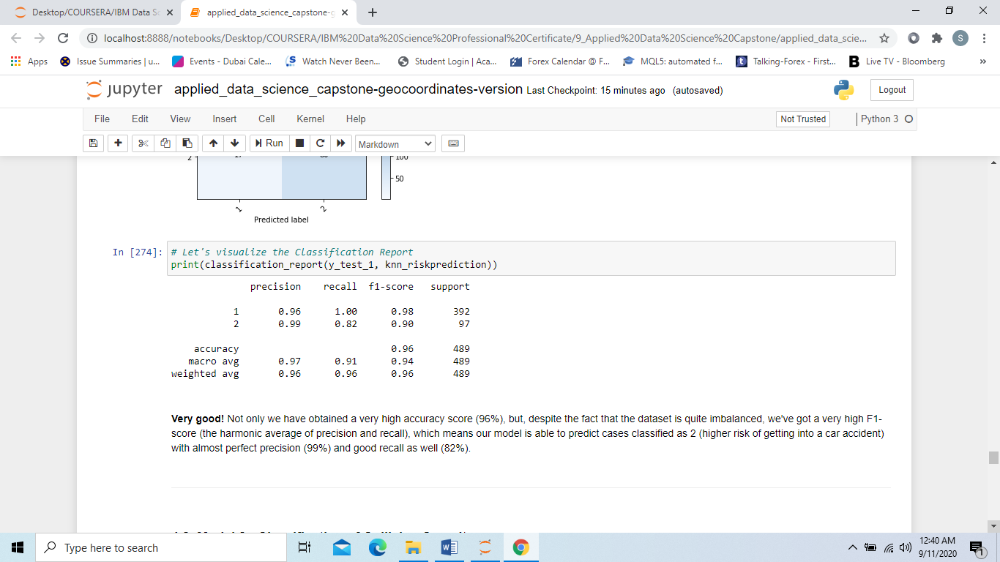 Desktop/COURSERA/IBM Data Sc
applied_data_science_capstone-g
localhost:8888/notebooks/Desktop/COURSERA/IBM%20Data%20Science%20Professional%20Certificate/9_Applied%20Data%20Science%20Capstone/applied_data_scie...
S
Apps Issue Summaries | u... Events - Dubai Cale... Watch Never Been... Student Login | Aca... Forex Calendar @ F... MQL5: automated f... Talking-Forex - First... Live TV - Bloomberg »
jupyter applied_data_science_capstone-geocoordinates-version Last Checkpoint: 15 minutes ago (autosaved) Logout
File Edit View Insert Cell Kernel Help Not Trusted Python 3
Run Markdown
2 100
50
1 2
Predicted label
In [274]: # Let's visualize the Classification Report
print(classification_report(y_test_1, knn_riskprediction))
precision recall f1-score support
1 0.96 1.00 0.98 392
2 0.99 0.82 0.90 97
accuracy 0.96 489
macro avg 0.97 0.91 0.94 489
weighted avg 0.96 0.96 0.96 489
Very good! Not only we have obtained a very high accuracy score (96%), but, despite the fact that the dataset is quite imbalanced, we've got a very high F1-
score (the harmonic average of precision and recall), which means our model is able to predict cases classified as 2 (higher risk of getting into a car accident)
with almost perfect precision (99%) and good recall as well (82%).
Type here to search
12:40 AM
9/11/2020
1